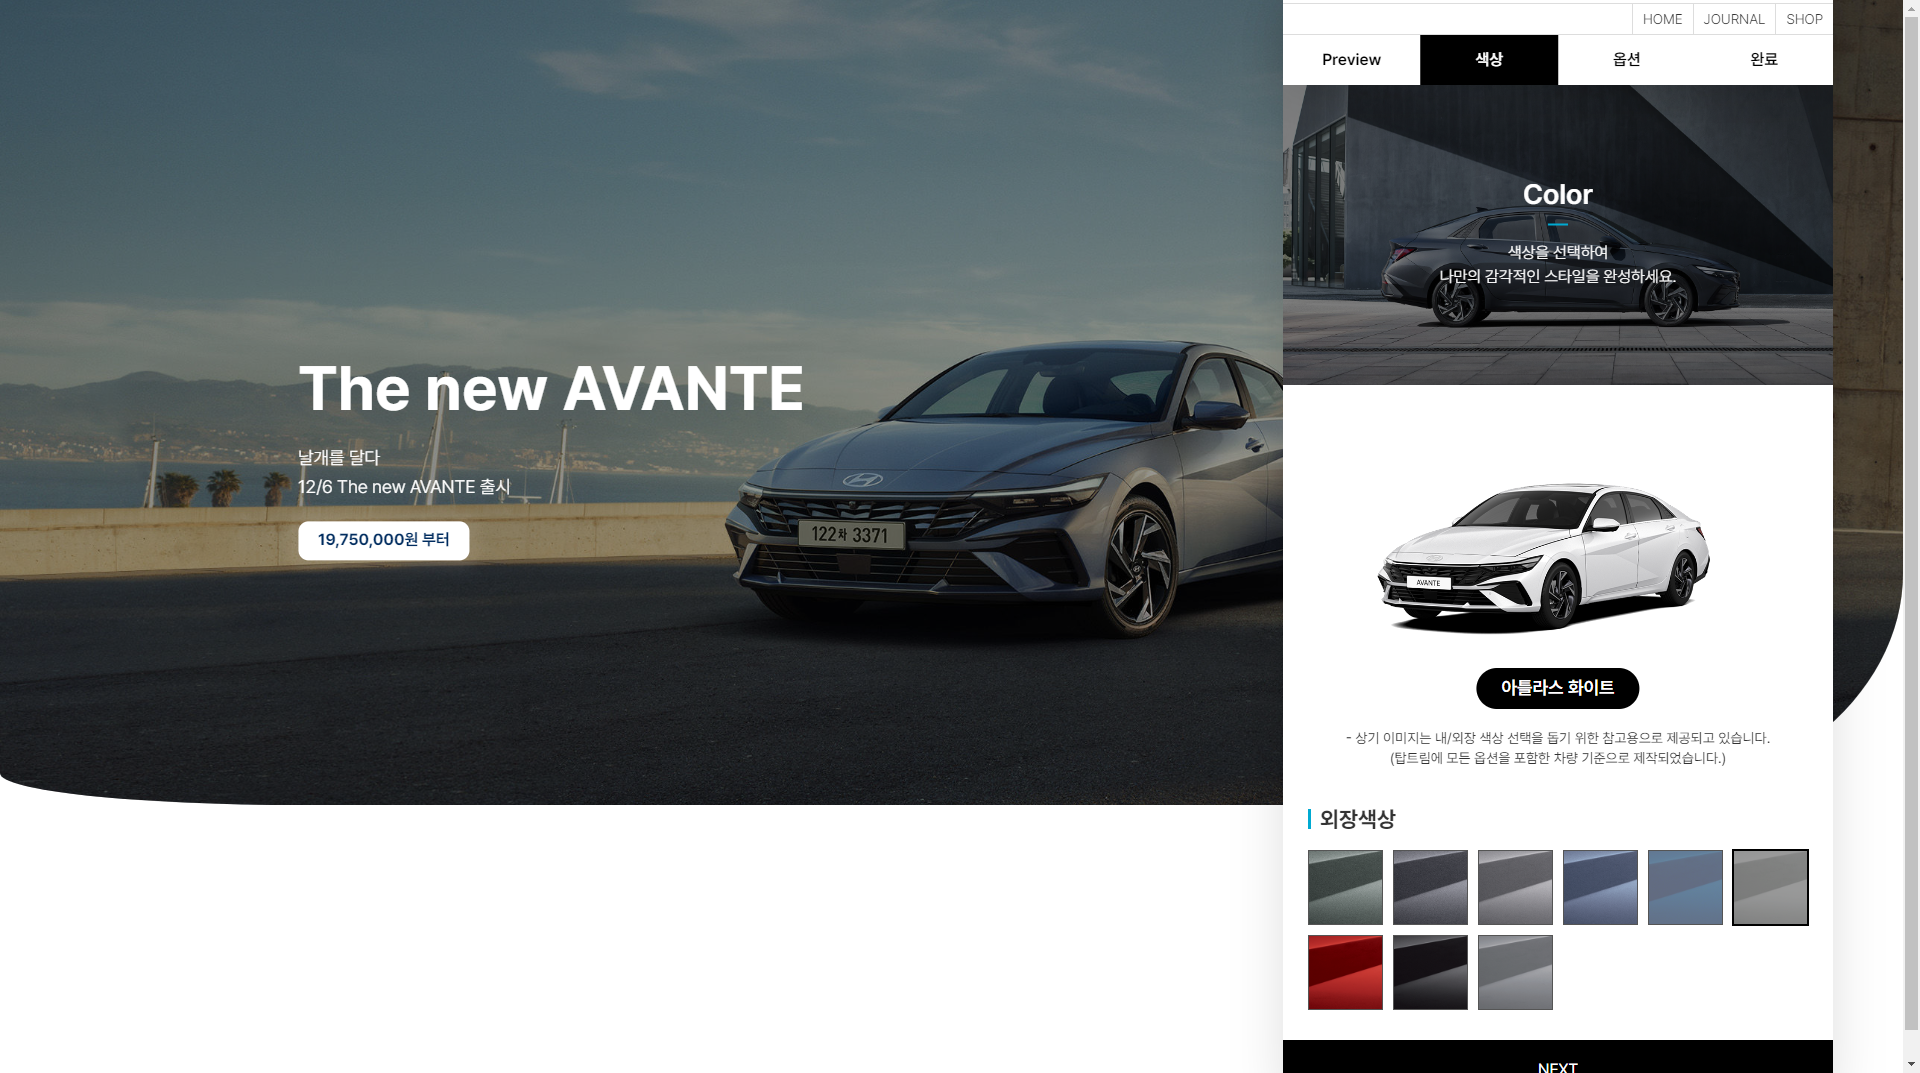 HOME
JOURNAL
SHOP
Preview
색상
옵션
완료
Color
색상을 선택하여
나만의 감각적인 스타일을 완성하세요.
The new AVANTE
날개를 달다
12/6 The new AVANTE 출시
19,750,000원 부터
122차 3371
AVANTE
아틀라스 화이트
- 상기 이미지는 내/외장 색상 선택을 돕기 위한 참고용으로 제공되고 있습니다.
(탑트림에 모든 옵션을 포함한 차량 기준으로 제작되었습니다.)
외장색상
NEXT